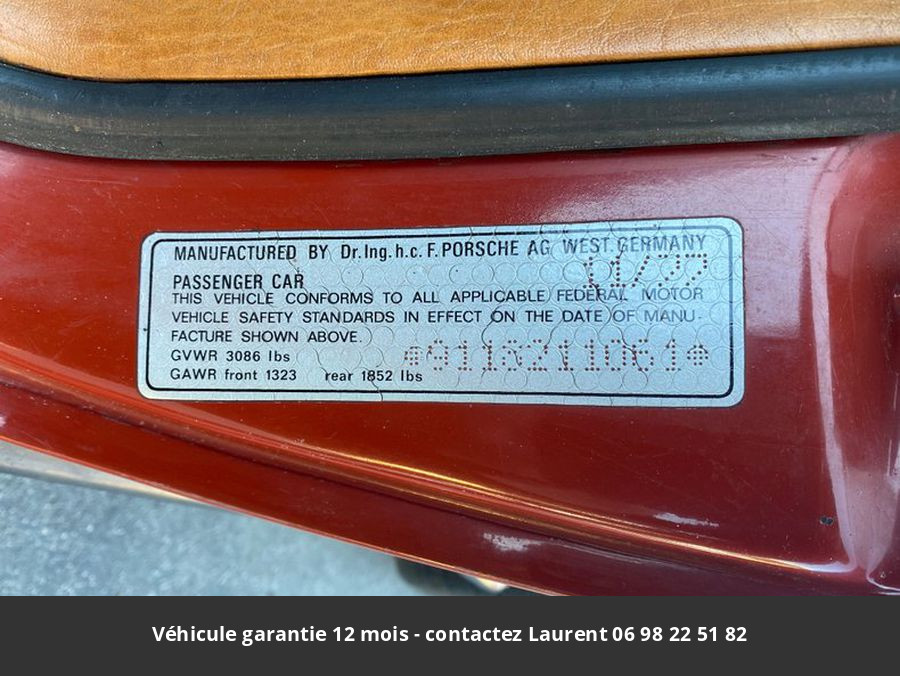 MANUFACTURED BY Dr.Ing.h.c. F.PORSCHE AG WEST GERMANY
11/77
PASSENGER CAR
THIS VEHICLE CONFORMS TO ALL APPLICABLE FEDERAL MOTOR
VEHICLE SAFETY STANDARDS IN EFFECT ON THE DATE OF MANU-
FACTURE SHOWN ABOVE.
GVWR 3086 lbs
*9118211061*
GAWR front 1323 rear 1852 lbs
Véhicule garantie 12 mois - contactez Laurent 06 98 22 51 82